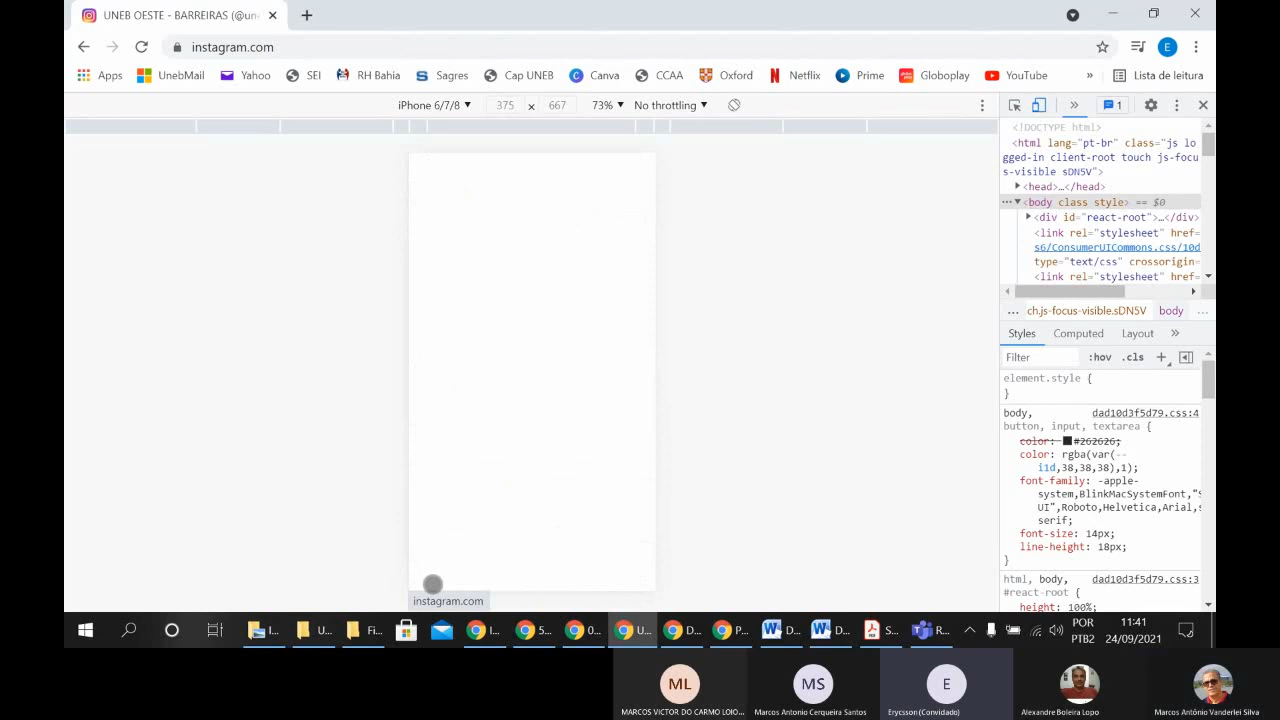 UNEB OESTE - BARREIRAS (@un
instagram.com
Apps UnebMail Yahoo SEI RH Bahia Sagres Cap UNEB Canva CCAA Oxford Netflix Prime Globoplay YouTube » Lista de leitura
iPhone 6/7/8 375 x 667 73% No throttling
» 1
<!DOCTYPE html>
<html lang="pt-br" class="js lo
gged-in client-root touch js-focu
s-visible sDN5V">
<head>…</head>
<body class style> == $0
<div id="react-root">…</div>
<link rel="stylesheet" href=
s6/ConsumerUICommons.css/10d
type="text/css" crossorigin=
<link rel="stylesheet" href=
... ch.js-focus-visible.sDN5V body ...
Styles Computed Layout »
Filter :hov .cls +
element.style {
}
body, dad10d3f5d79.css:4
button, input, textarea {
color: #262626;
color: rgba(var(--
i1d,38,38,38),1);
font-family: -apple-
system,BlinkMacSystemFont,"S
UI",Roboto,Helvetica,Arial,s
serif;
font-size: 14px;
line-height: 18px;
}
html, body, dad10d3f5d79.css:3
#react-root {
height: 100%;
instagram.com
I... U... Fi... I... 5... 0... U... D... P... D... D... S... R...
POR 11:41
PTB2 24/09/2021
ML MS E
MARCOS VICTOR DO CARMO LOIO... Marcos Antonio Cerqueira Santos Erycsson (Convidado) Alexandre Boleira Lopo Marcos Antônio Vanderlei Silva